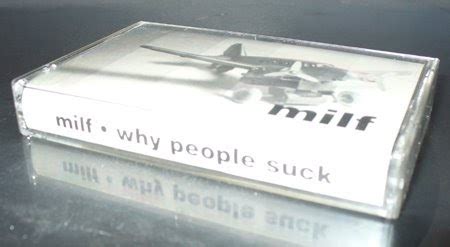 milf
milf • why people suck